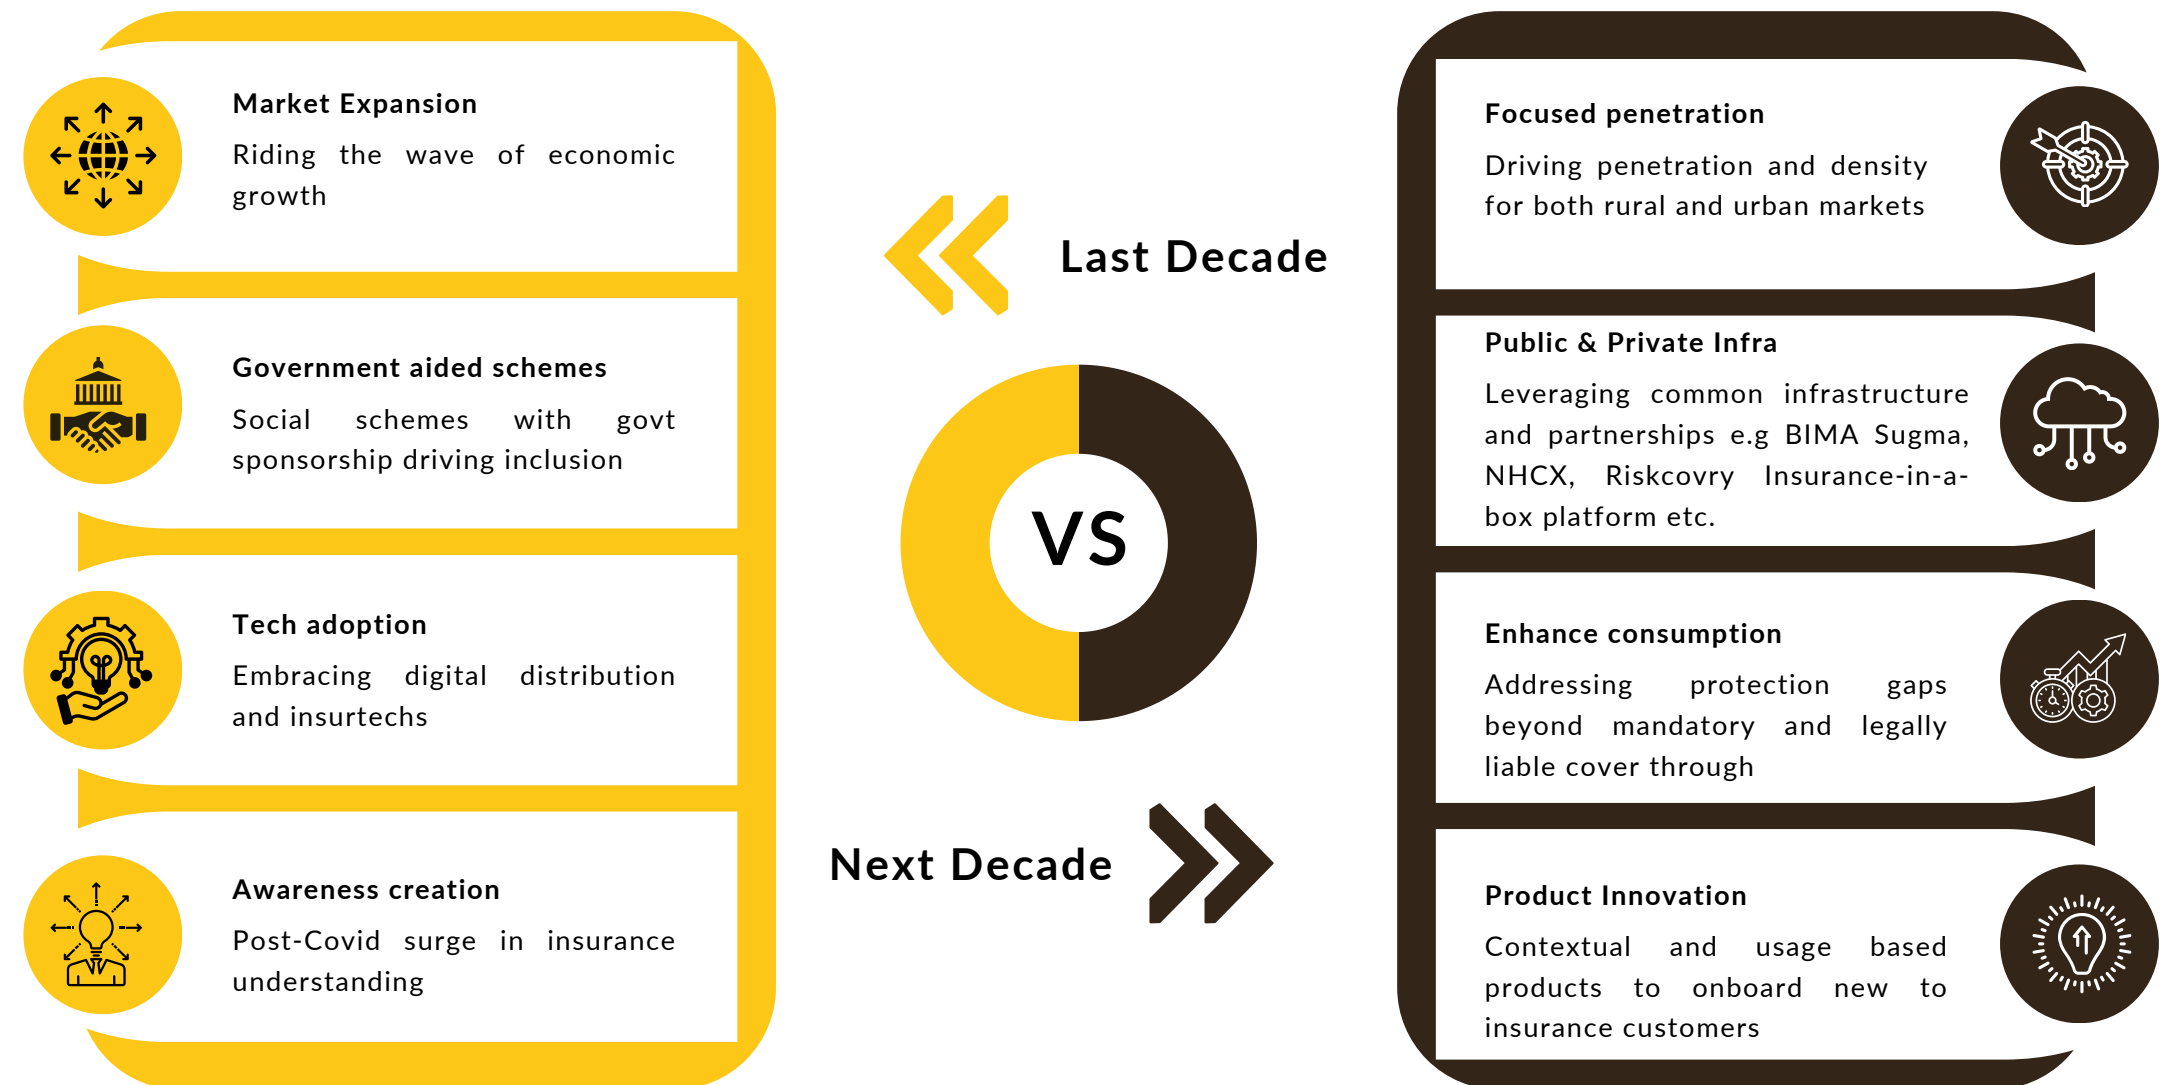 Market Expansion
Riding the wave of economic
growth
Government aided schemes
Social schemes with govt
sponsorship driving inclusion
Tech adoption
Embracing digital distribution
and insurtechs
Awareness creation
Post-Covid surge in insurance
understanding
Last Decade
VS
Next Decade
Focused penetration
Driving penetration and density
for both rural and urban markets
Public & Private Infra
Leveraging common infrastructure
and partnerships e.g BIMA Sugma,
NHCX, Riskcovry Insurance-in-a-
box platform etc.
Enhance consumption
Addressing protection gaps
beyond mandatory and legally
liable cover through
Product Innovation
Contextual and usage based
products to onboard new to
insurance customers